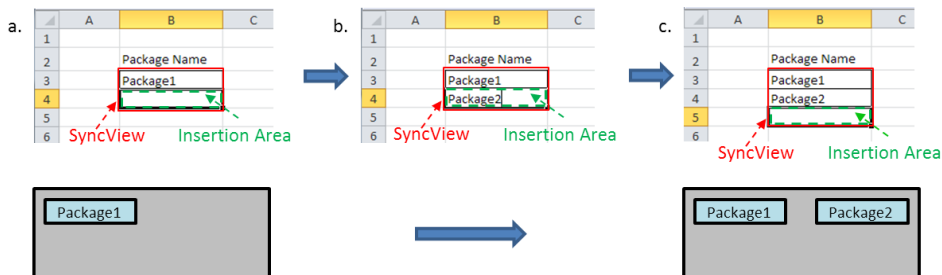 a.
A B C
1
2 Package Name
3 Package1
4
5
6
SyncView Insertion Area
b.
A B C
1
2 Package Name
3 Package1
4 Package2
5
6
SyncView Insertion Area
c.
A B C
1
2 Package Name
3 Package1
4 Package2
5
6
SyncView Insertion Area
Package1
Package1 Package2